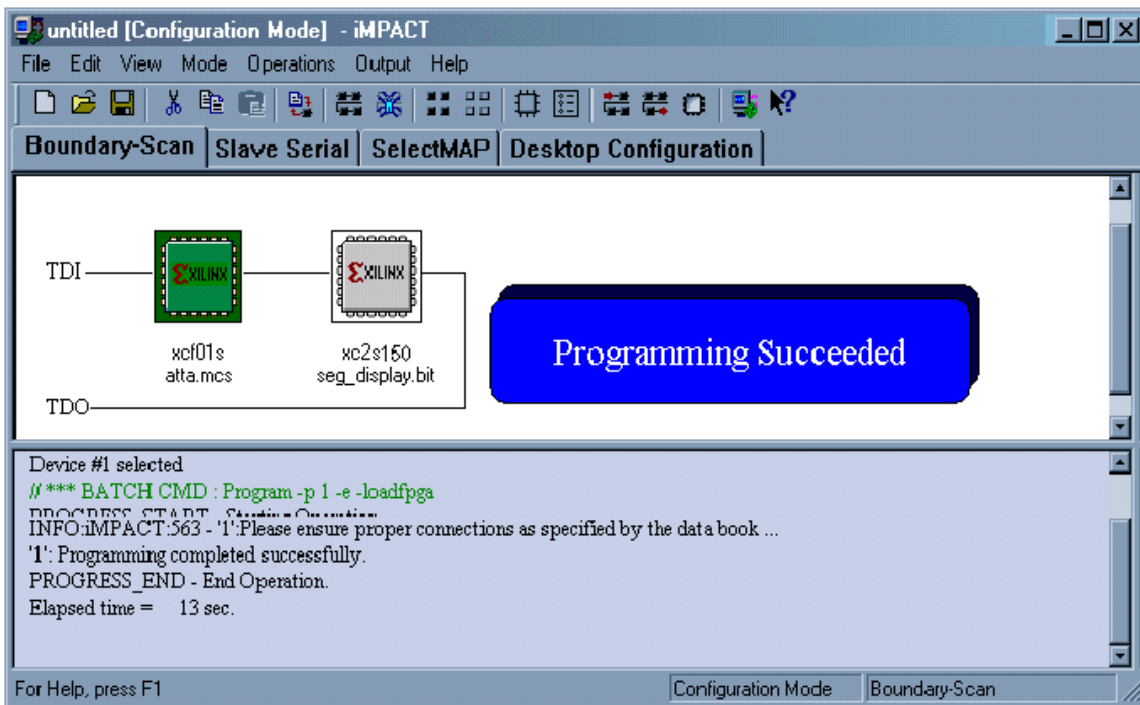 untitled [Configuration Mode] - iMPACT
File Edit View Mode Operations Output Help
Boundary-Scan Slave Serial SelectMAP Desktop Configuration
TDI
XILINX XILINX
xcf01s xc2s150
atta.mcs seg_display.bit
TDO
Programming Succeeded
Device #1 selected
// *** BATCH CMD : Program -p 1 -e -loadfpga
PROGRESS_START - Starting Operation.
INFO:iMPACT:563 - '1':Please ensure proper connections as specified by the data book ...
'1': Programming completed successfully.
PROGRESS_END - End Operation.
Elapsed time = 13 sec.
For Help, press F1 Configuration Mode Boundary-Scan